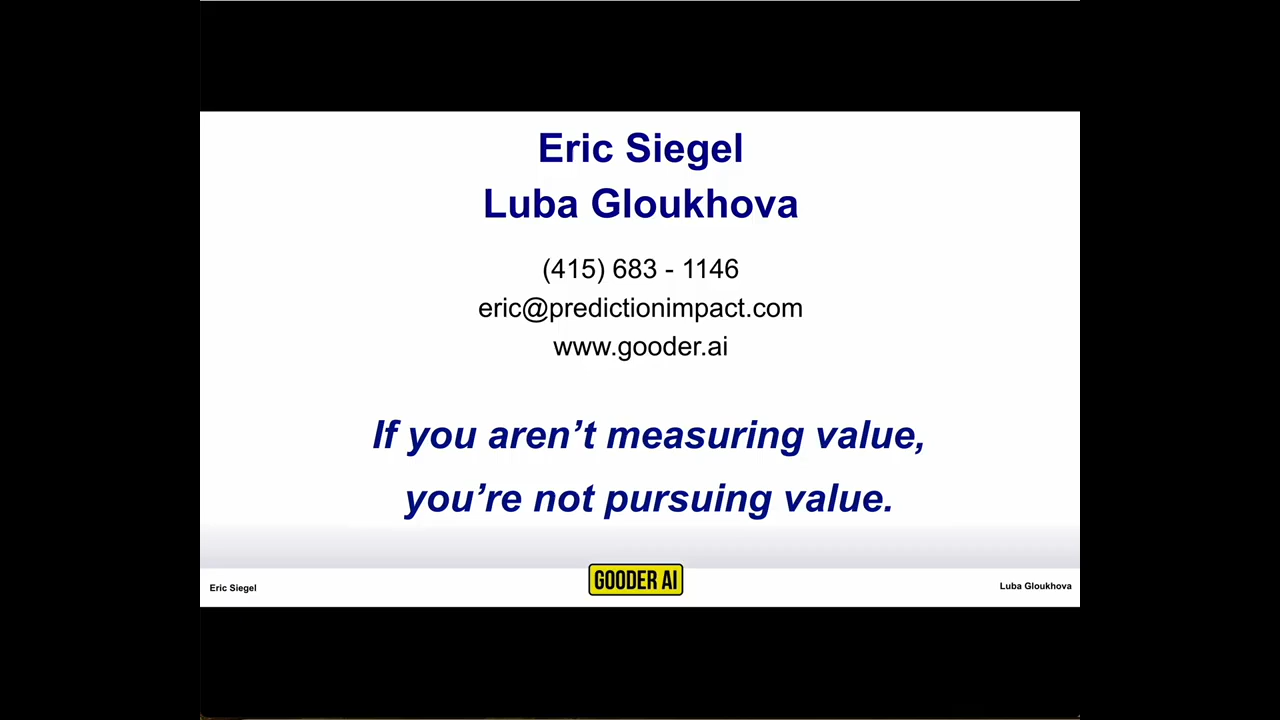 Eric Siegel
Luba Gloukhova
(415) 683 - 1146
eric@predictionimpact.com
www.gooder.ai
If you aren’t measuring value,
you’re not pursuing value.
Eric Siegel
GOODER AI
Luba Gloukhova